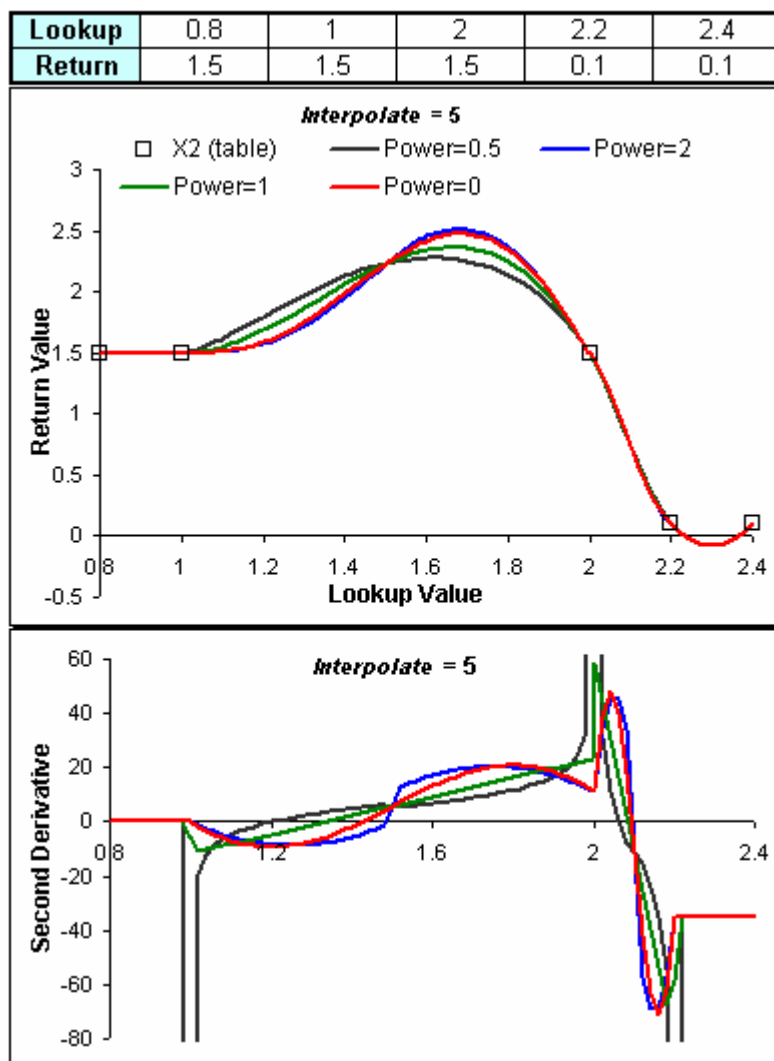 Lookup 0.8 1 2 2.2 2.4
Return 1.5 1.5 1.5 0.1 0.1
Interpolate = 5
X2 (table) Power=0.5 Power=2
Power=1 Power=0
3
2.5
2
1.5
1
0.5
0
-0.5
0.8 1 1.2 1.4 1.6 1.8 2 2.2 2.4
Return Value
Lookup Value
Interpolate = 5
60
40
20
0
-20
-40
-60
-80
0.8 1.2 1.6 2 2.4
Second Derivative